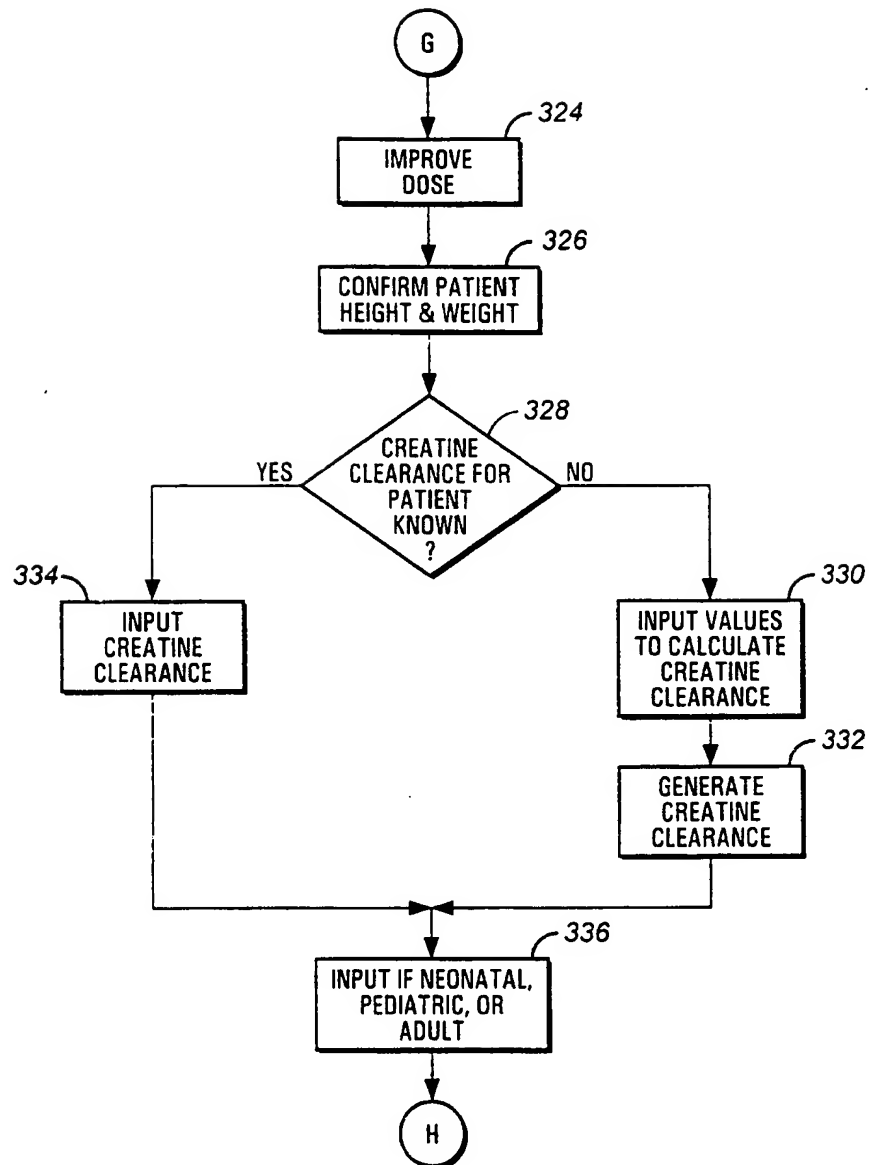 G
324
IMPROVE
DOSE
326
CONFIRM PATIENT
HEIGHT & WEIGHT
328
CREATINE
CLEARANCE FOR
PATIENT
KNOWN
?
YES
NO
334
INPUT
CREATINE
CLEARANCE
330
INPUT VALUES
TO CALCULATE
CREATINE
CLEARANCE
332
GENERATE
CREATINE
CLEARANCE
336
INPUT IF NEONATAL,
PEDIATRIC, OR
ADULT
H